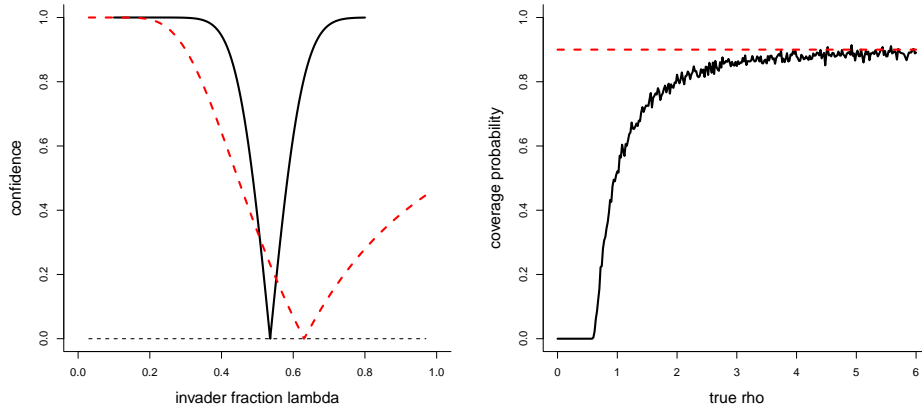 confidence
0.0 0.2 0.4 0.6 0.8 1.0
0.0 0.2 0.4 0.6 0.8 1.0
invader fraction lambda
coverage probability
0.0 0.2 0.4 0.6 0.8 1.0
0 1 2 3 4 5 6
true rho